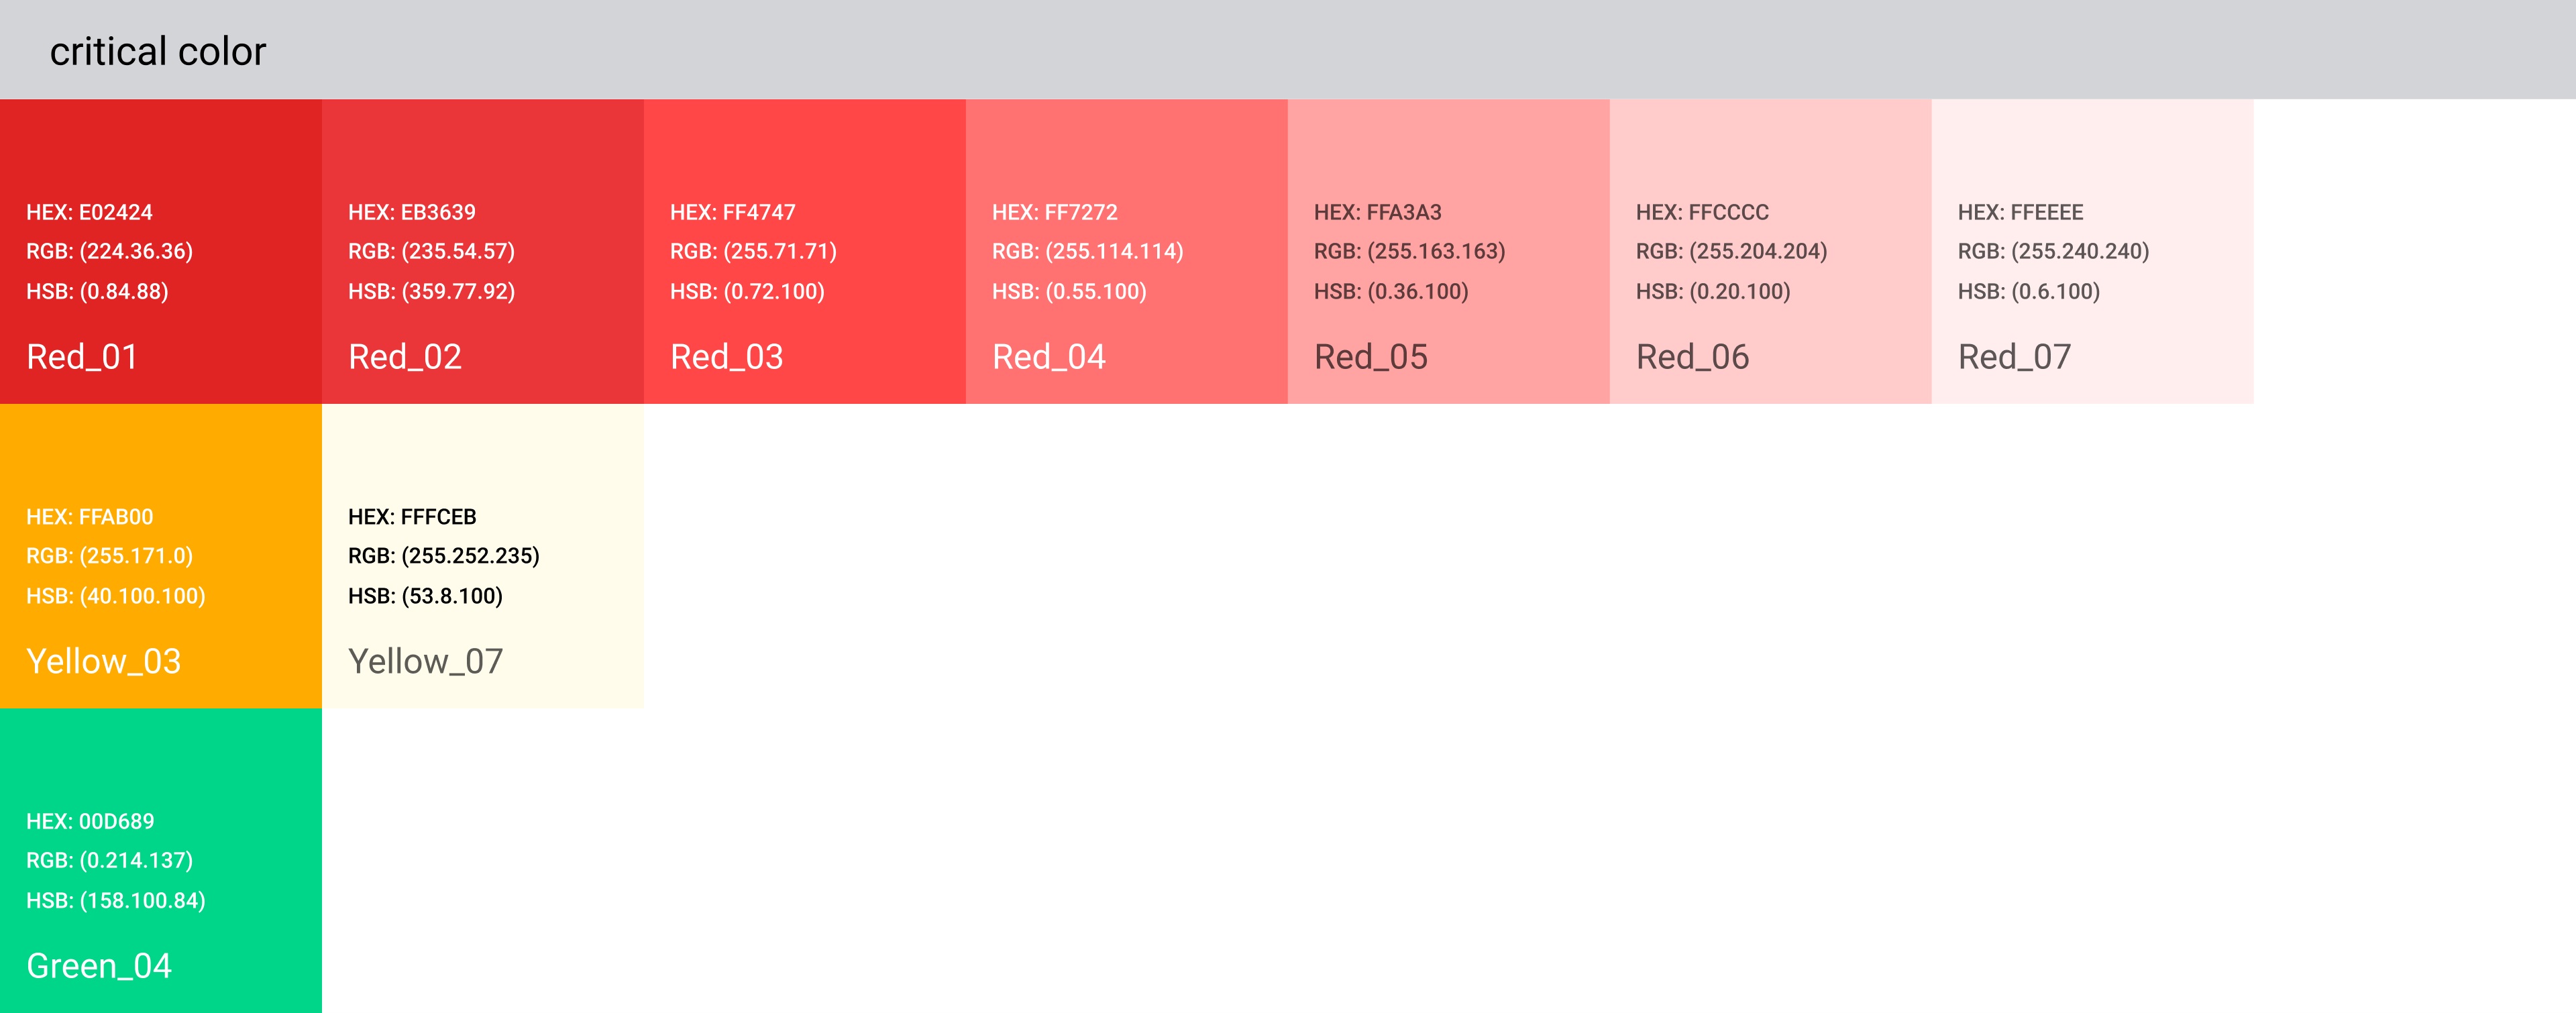 critical color
HEX: E02424
RGB: (224.36.36)
HSB: (0.84.88)
Red_01
HEX: EB3639
RGB: (235.54.57)
HSB: (359.77.92)
Red_02
HEX: FF4747
RGB: (255.71.71)
HSB: (0.72.100)
Red_03
HEX: FF7272
RGB: (255.114.114)
HSB: (0.55.100)
Red_04
HEX: FFA3A3
RGB: (255.163.163)
HSB: (0.36.100)
Red_05
HEX: FFCCCC
RGB: (255.204.204)
HSB: (0.20.100)
Red_06
HEX: FFEEEE
RGB: (255.240.240)
HSB: (0.6.100)
Red_07
HEX: FFAB00
RGB: (255.171.0)
HSB: (40.100.100)
Yellow_03
HEX: FFFCEB
RGB: (255.252.235)
HSB: (53.8.100)
Yellow_07
HEX: 00D689
RGB: (0.214.137)
HSB: (158.100.84)
Green_04